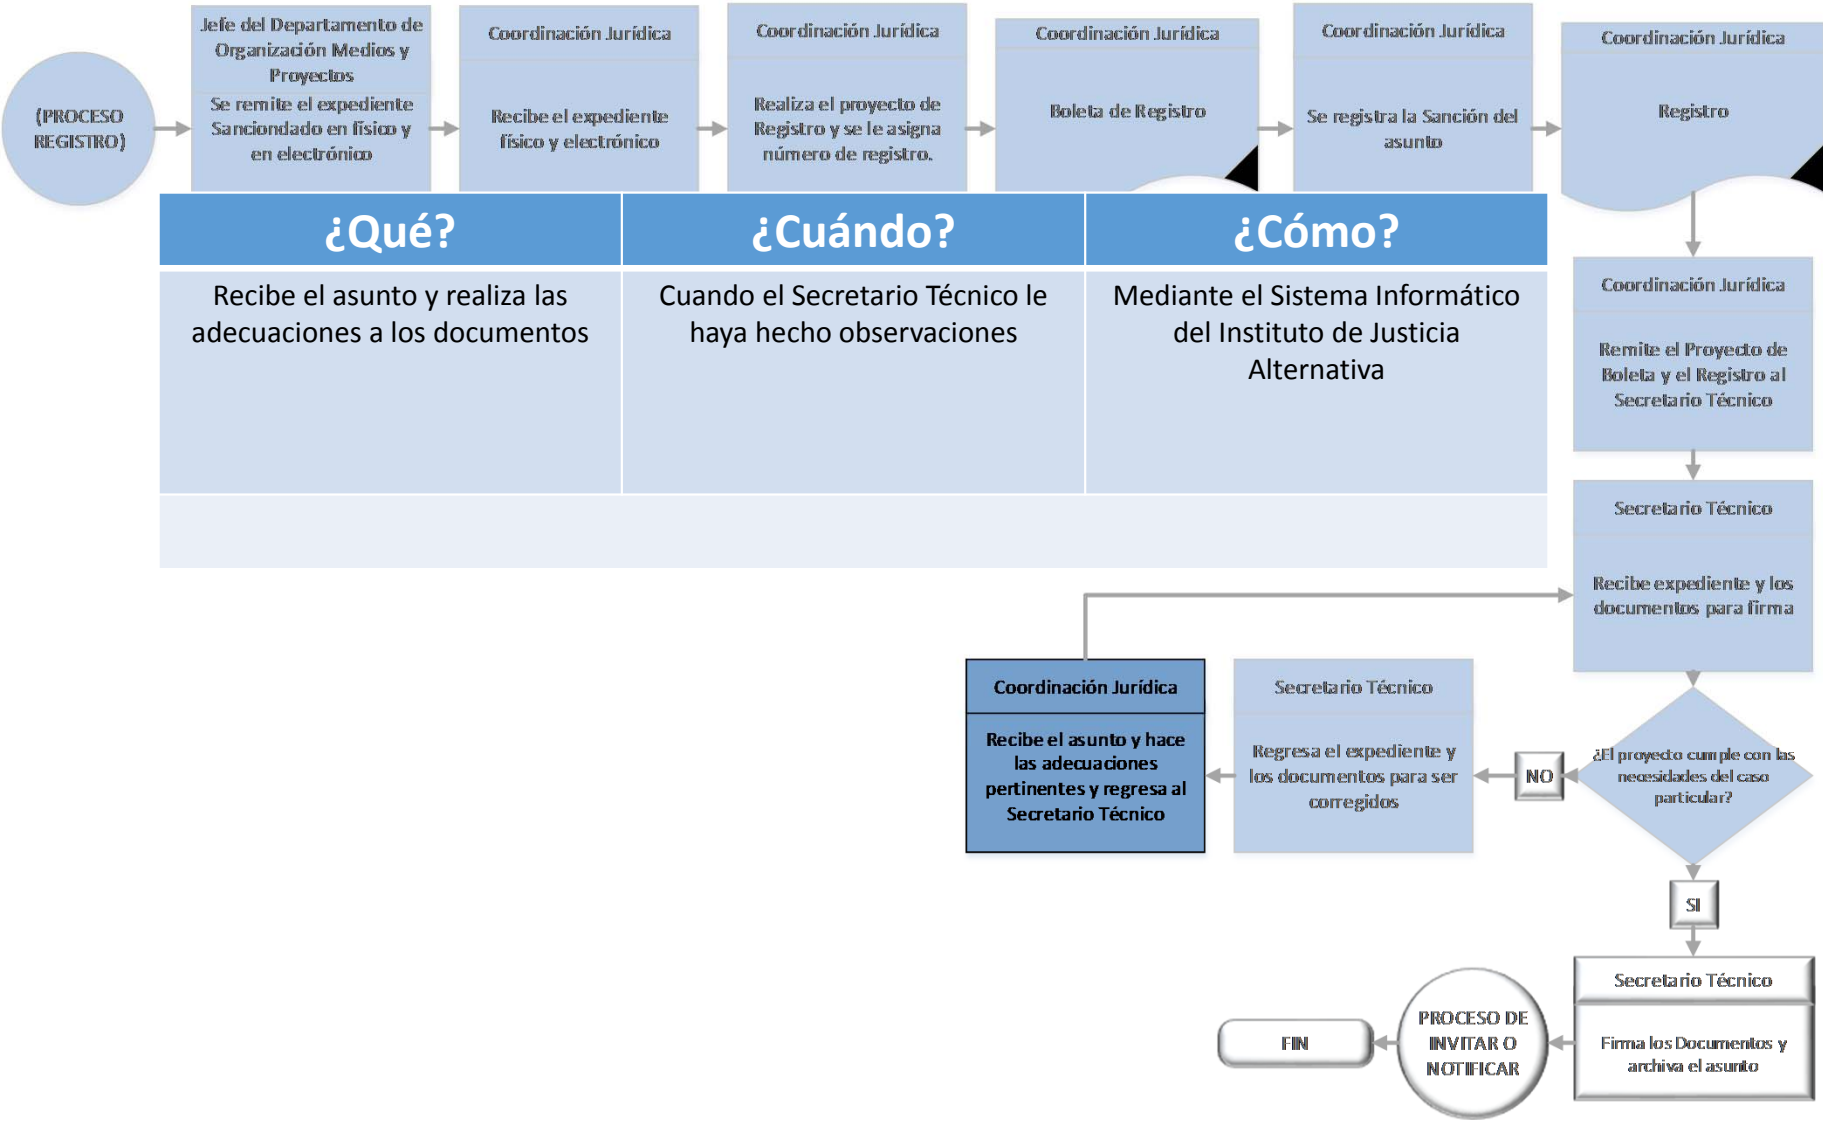 (PROCESO
REGISTRO)
Jefe del Departamento de
Organización Medios y
Proyectos
Se remite el expediente
Sanciondado en físico y
en electrónico
Coordinación Jurídica
Recibe el expediente
físico y electrónico
Coordinación Jurídica
Realiza el proyecto de
Registro y se le asigna
número de registro.
Coordinación Jurídica
Boleta de Registro
Coordinación Jurídica
Se registra la Sanción del
asunto
Coordinación Jurídica
Registro
¿Qué?
¿Cuándo?
¿Cómo?
Recibe el asunto y realiza las
adecuaciones a los documentos
Cuando el Secretario Técnico le
haya hecho observaciones
Mediante el Sistema Informático
del Instituto de Justicia
Alternativa
Coordinación Jurídica
Remite el Proyecto de
Boleta y el Registro al
Secretario Técnico
Secretario Técnico
Recibe expediente y los
documentos para firma
¿El proyecto cumple con las
necesidades del caso
particular?
NO
Secretario Técnico
Regresa el expediente y
los documentos para ser
corregidos
Coordinación Jurídica
Recibe el asunto y hace
las adecuaciones
pertinentes y regresa al
Secretario Técnico
SI
Secretario Técnico
Firma los Documentos y
archiva el asunto
PROCESO DE
INVITAR O
NOTIFICAR
FIN